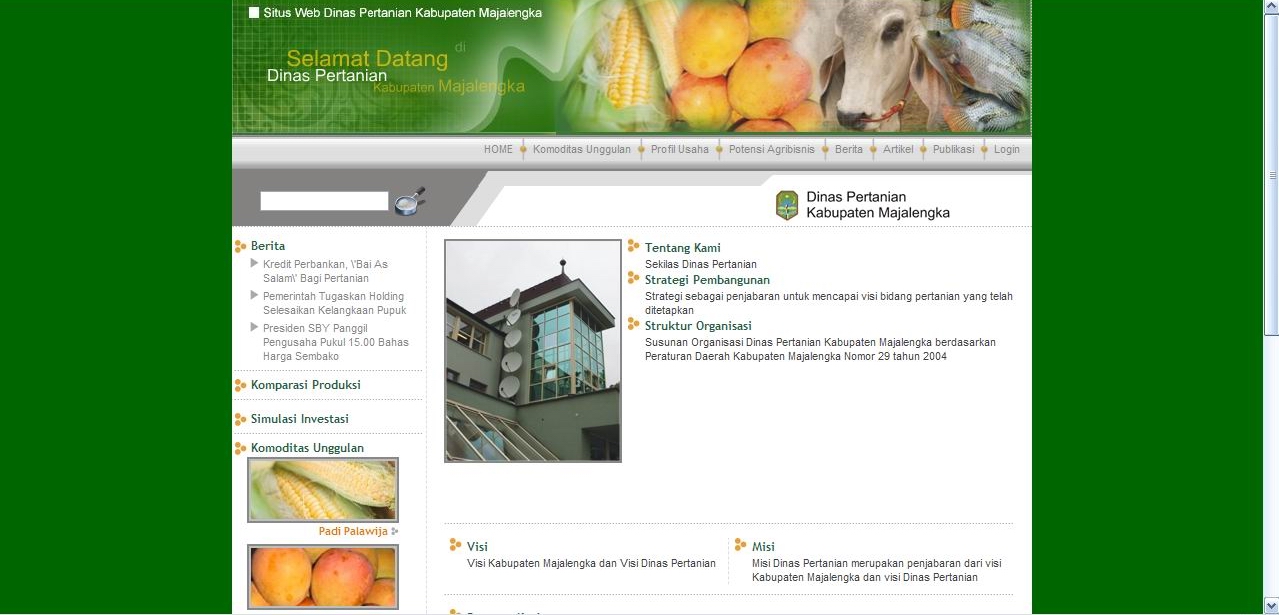 Situs Web Dinas Pertanian Kabupaten Majalengka
Selamat Datang di
Dinas Pertanian
Kabupaten Majalengka
HOME Komoditas Unggulan Profil Usaha Potensi Agribisnis Berita Artikel Publikasi Login
Dinas Pertanian
Kabupaten Majalengka
Berita
Kredit Perbankan, \'Bai As
Salam\' Bagi Pertanian
Pemerintah Tugaskan Holding
Selesaikan Kelangkaan Pupuk
Presiden SBY Panggil
Pengusaha Pukul 15.00 Bahas
Harga Sembako
Komparasi Produksi
Simulasi Investasi
Komoditas Unggulan
Padi Palawija
Tentang Kami
Sekilas Dinas Pertanian
Strategi Pembangunan
Strategi sebagai penjabaran untuk mencapai visi bidang pertanian yang telah
ditetapkan
Struktur Organisasi
Susunan Organisasi Dinas Pertanian Kabupaten Majalengka berdasarkan
Peraturan Daerah Kabupaten Majalengka Nomor 29 tahun 2004
Visi
Visi Kabupaten Majalengka dan Visi Dinas Pertanian
Misi
Misi Dinas Pertanian merupakan penjabaran dari visi
Kabupaten Majalengka dan visi Dinas Pertanian